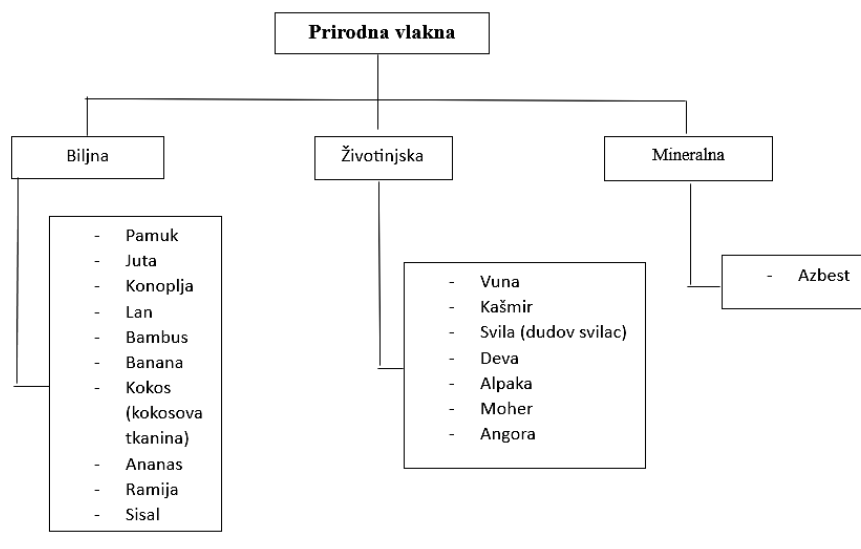 Prirodna vlakna
Biljna
Životinjska
Mineralna
- Pamuk
- Juta
- Konoplja
- Lan
- Bambus
- Banana
- Kokos
(kokosova
tkanina)
- Ananas
- Ramija
- Sisal
- Vuna
- Kašmir
- Svila (dudov svilac)
- Deva
- Alpaka
- Moher
- Angora
- Azbest